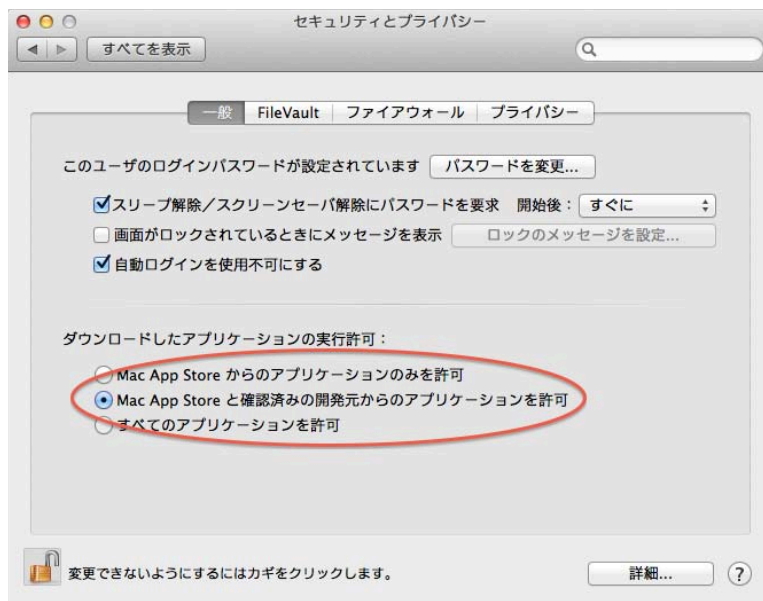 セキュリティとプライバシー
すべてを表示
一般 FileVault ファイアウォール プライバシー
このユーザのログインパスワードが設定されています パスワードを変更...
スリープ解除／スクリーンセーバ解除にパスワードを要求 開始後： すぐに
画面がロックされているときにメッセージを表示 ロックのメッセージを設定...
自動ログインを使用不可にする
ダウンロードしたアプリケーションの実行許可：
Mac App Store からのアプリケーションのみを許可
Mac App Store と確認済みの開発元からのアプリケーションを許可
すべてのアプリケーションを許可
変更できないようにするにはカギをクリックします。 詳細... ?